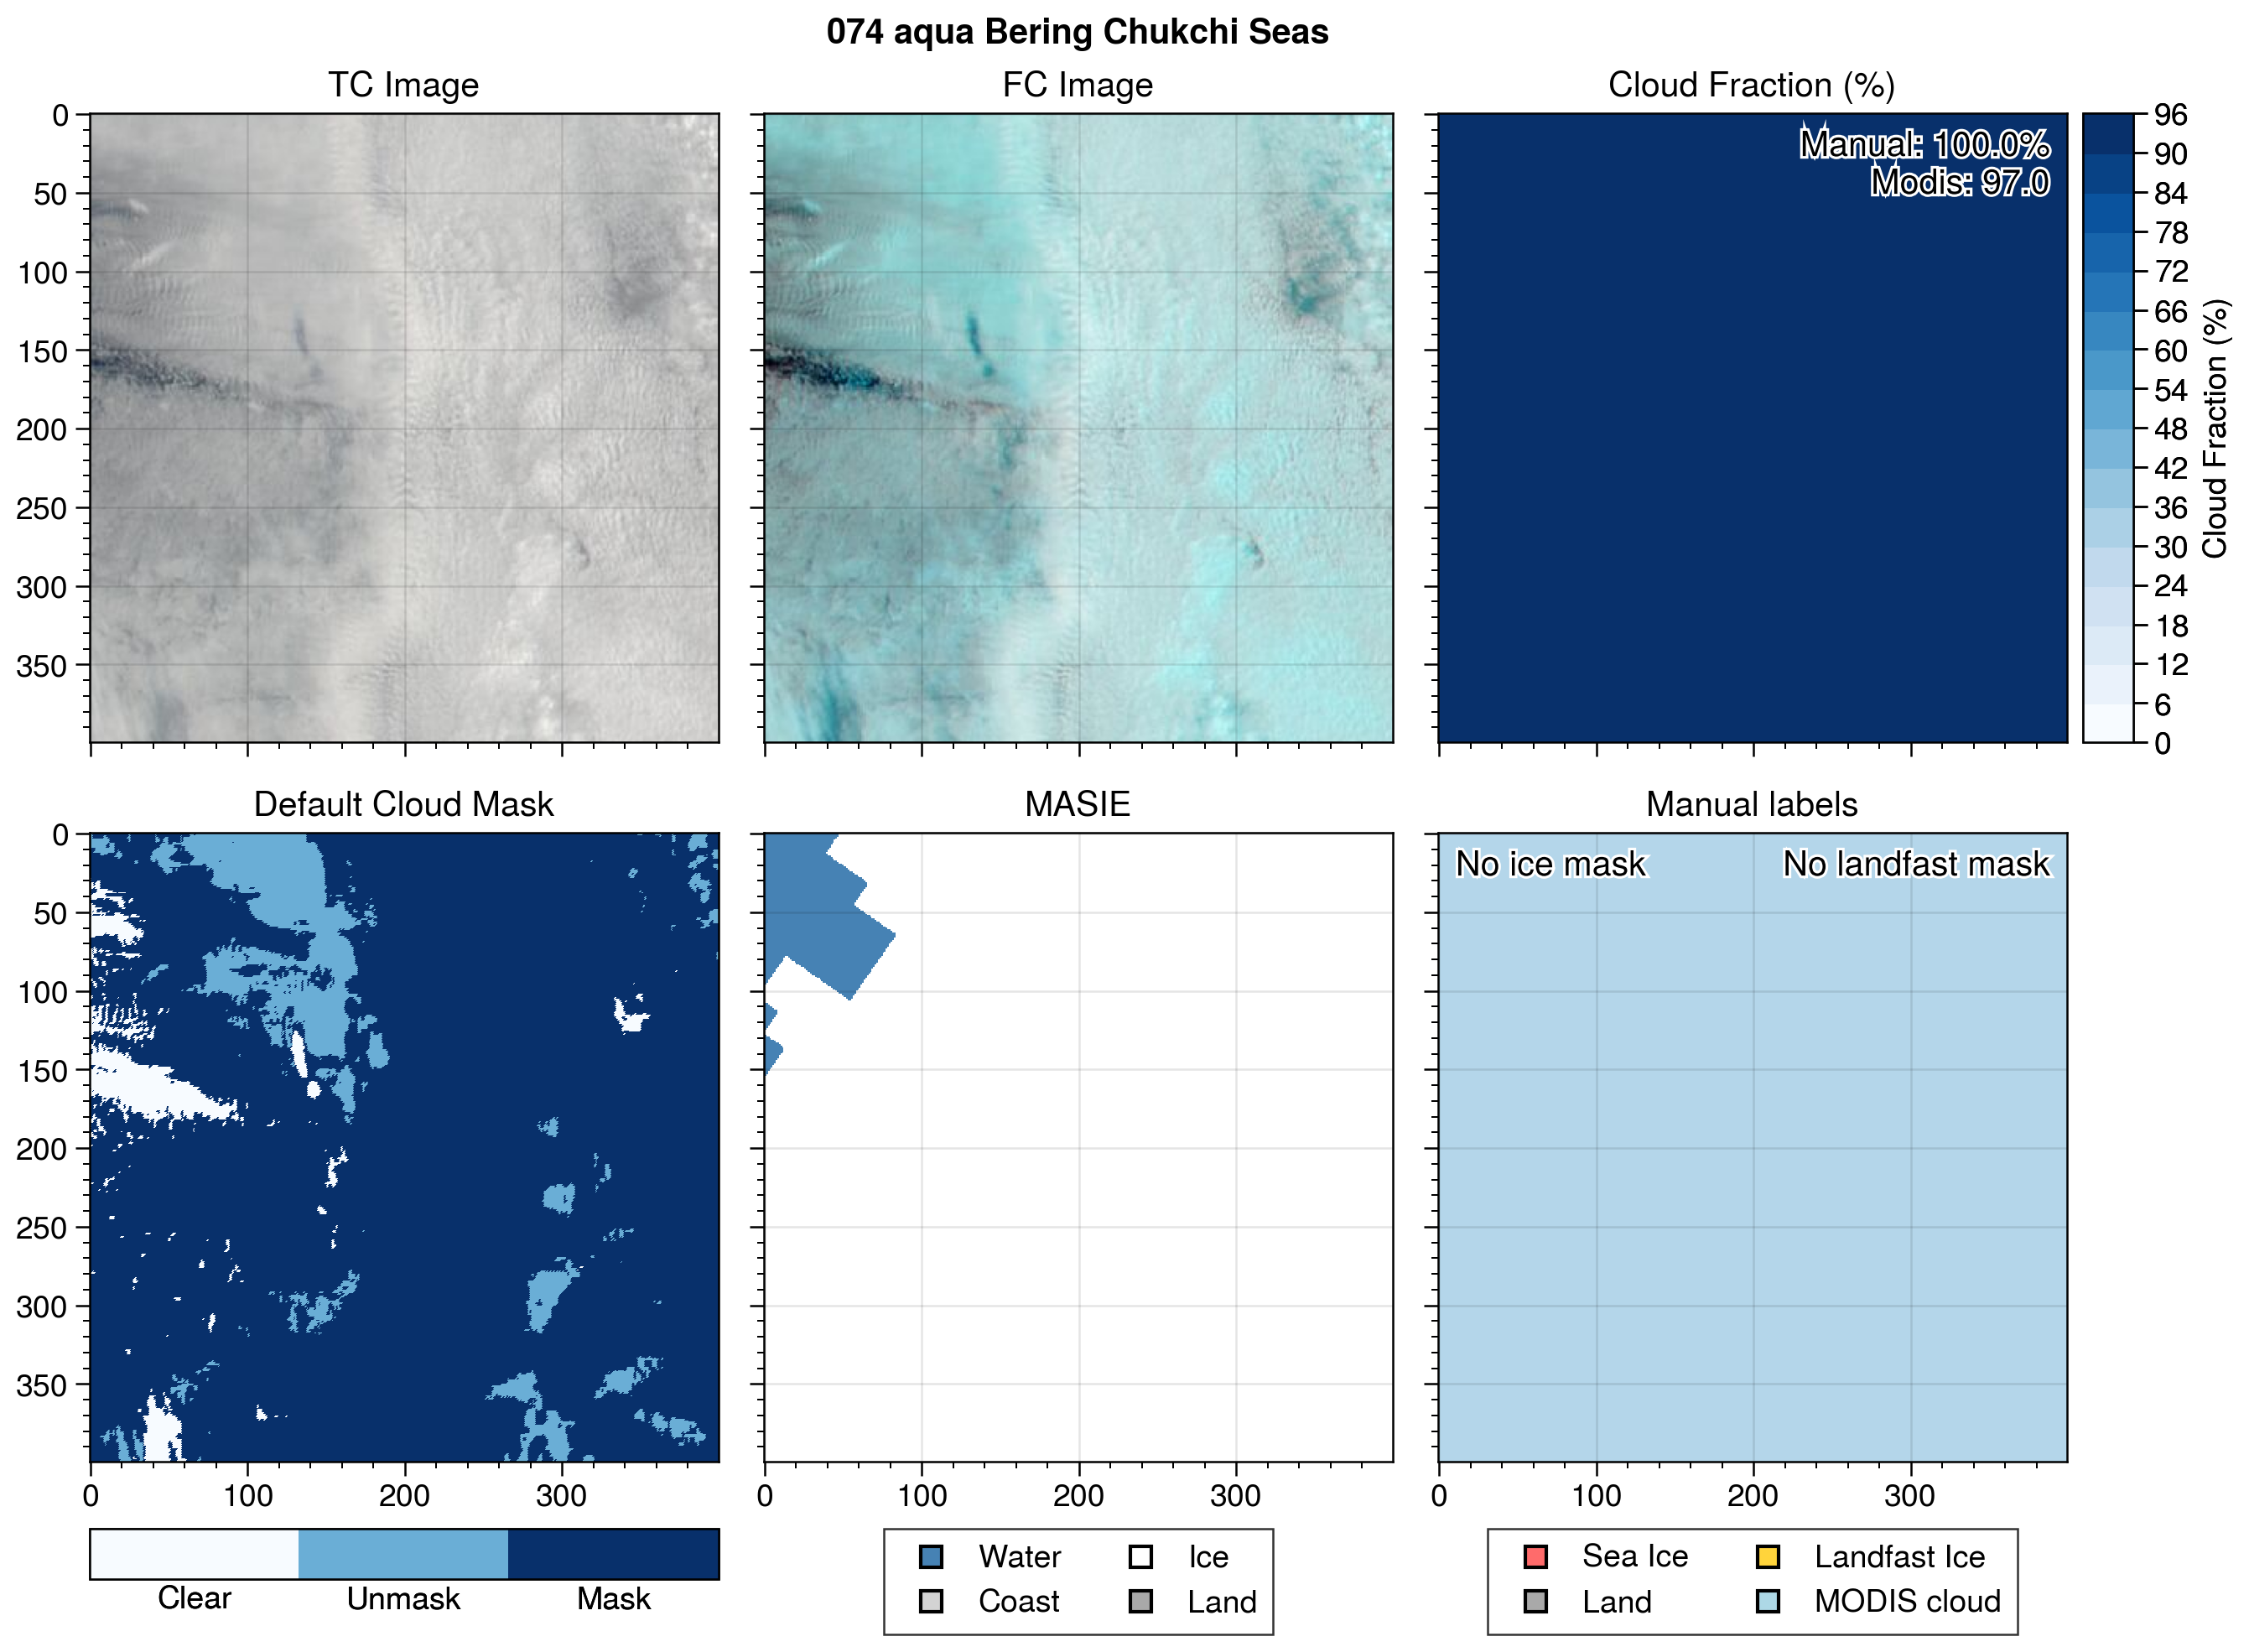 074 aqua Bering Chukchi Seas
TC Image
FC Image
Cloud Fraction (%)
0
50
100
150
200
250
300
350
Manual: 100.0%
Modis: 97.0
96
90
84
78
72
66
60
54
48
42
36
30
24
18
12
6
0
Cloud Fraction (%)
Default Cloud Mask
MASIE
Manual labels
0
50
100
150
200
250
300
350
No ice mask
No landfast mask
0 100 200 300
0 100 200 300
0 100 200 300
Clear Unmask Mask
Water Ice
Coast Land
Sea Ice Landfast Ice
Land MODIS cloud